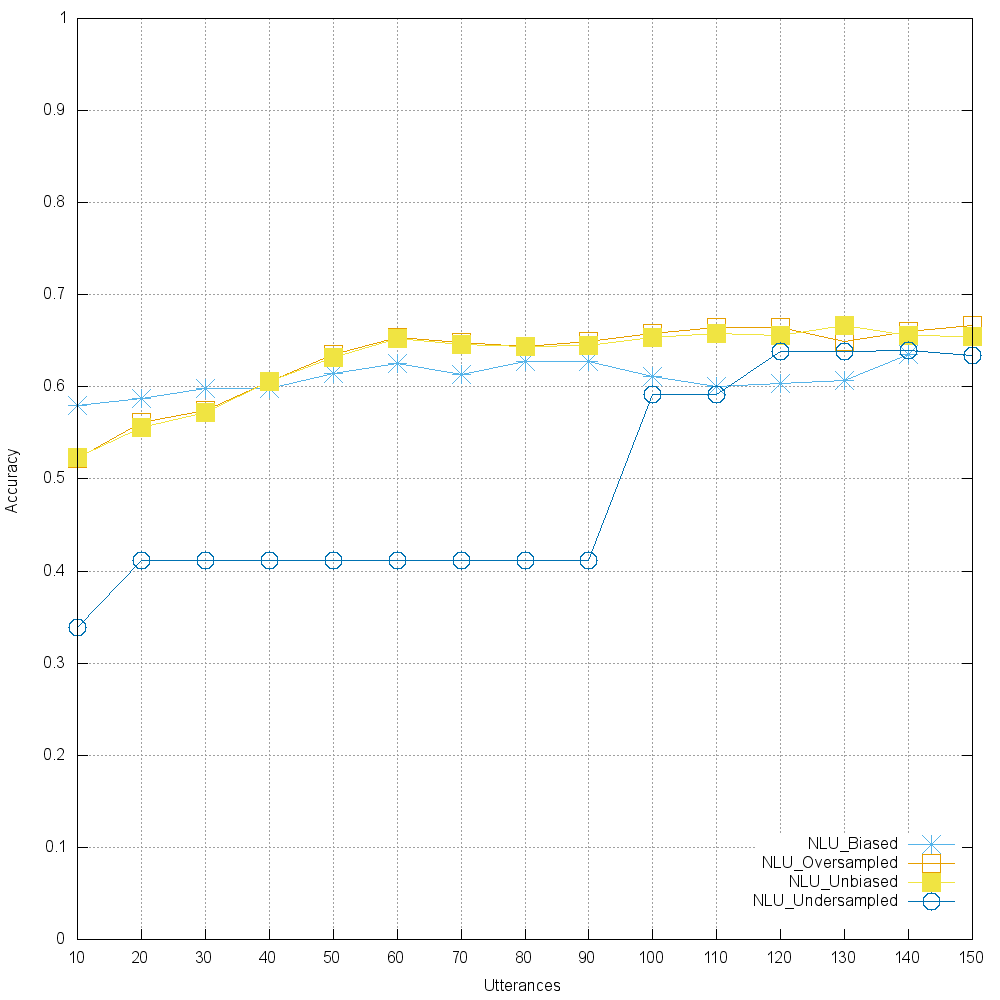 1
0.9
0.8
0.7
0.6
0.5
0.4
0.3
0.2
0.1
0
Accuracy
NLU_Biased
NLU_Oversampled
NLU_Unbiased
NLU_Undersampled
10 20 30 40 50 60 70 80 90 100 110 120 130 140 150
Utterances